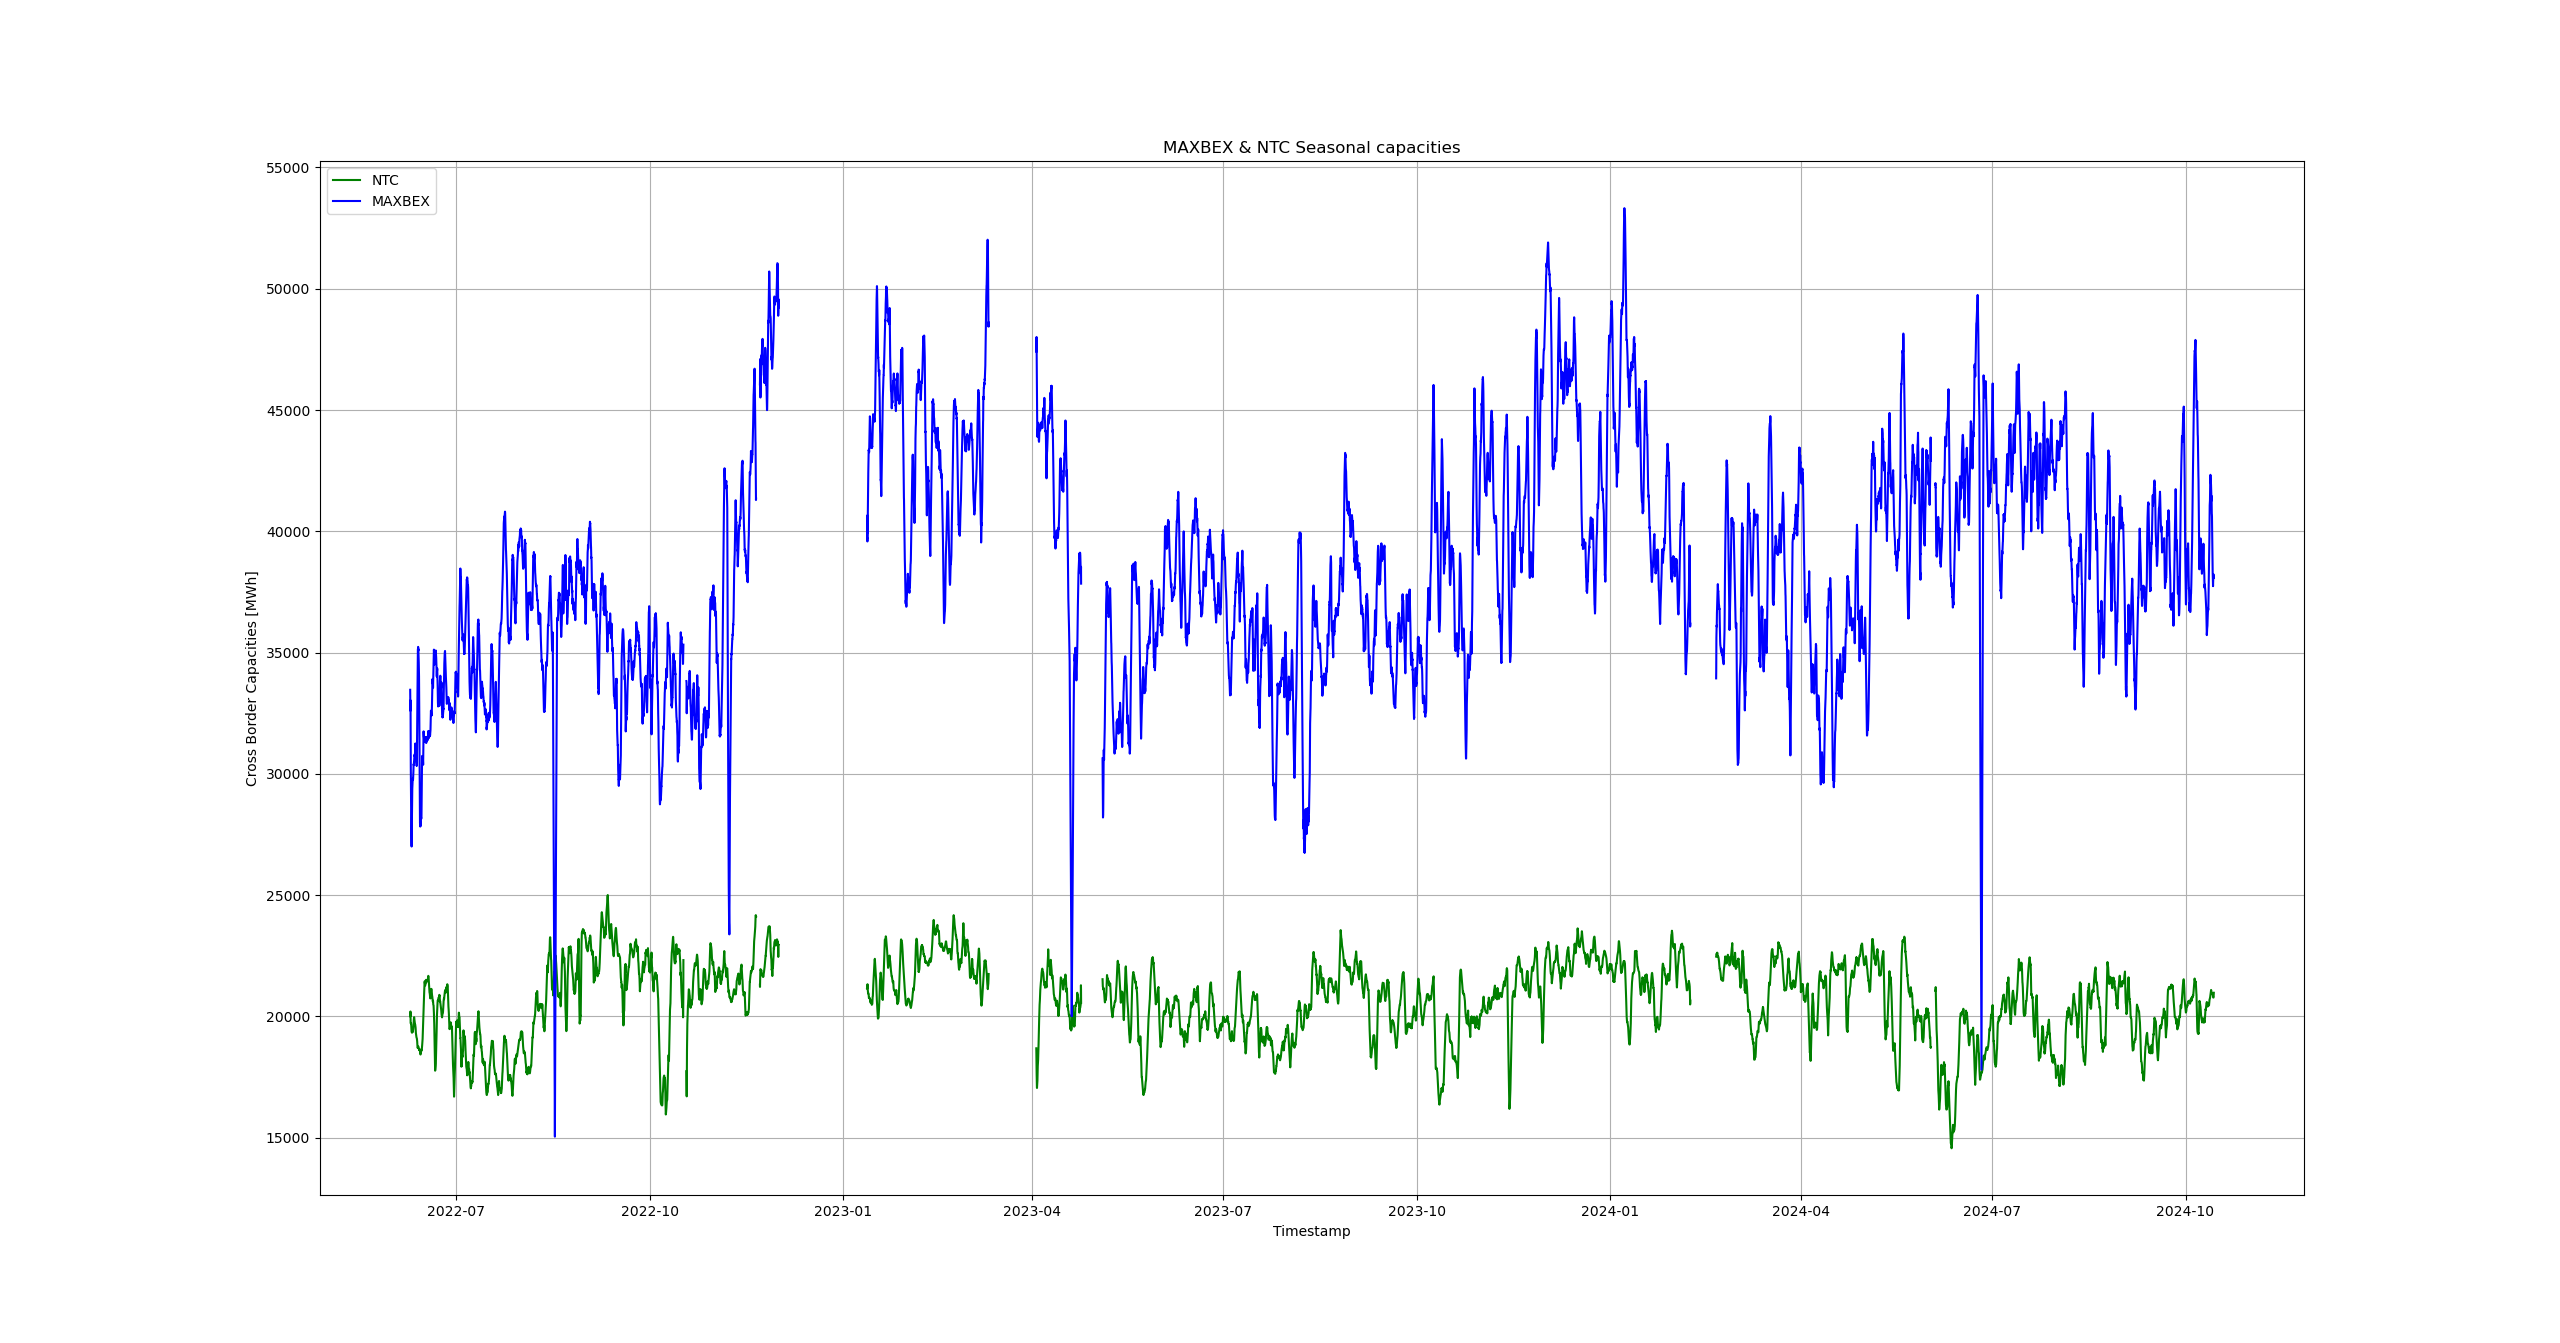 MAXBEX & NTC Seasonal capacities
NTC
MAXBEX
55000
50000
45000
40000
35000
30000
25000
20000
15000
Cross Border Capacities [MWh]
2022-07 2022-10 2023-01 2023-04 2023-07 2023-10 2024-01 2024-04 2024-07 2024-10
Timestamp